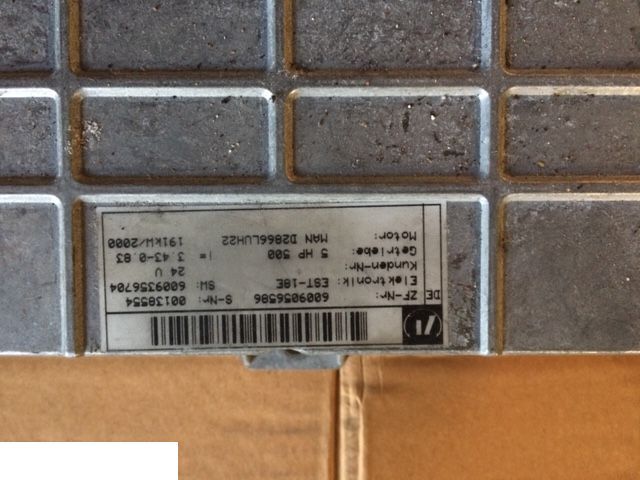 DE ZF-Nr: 6009056586 S-Nr: 00138554
Elektronik: EST-18E SW: 6009356704
Kunden-Nr: 24 V
Getriebe: 5 HP 500 i= 3.43-0.83
Motor: MAN D2866LUH22 191kW/2000